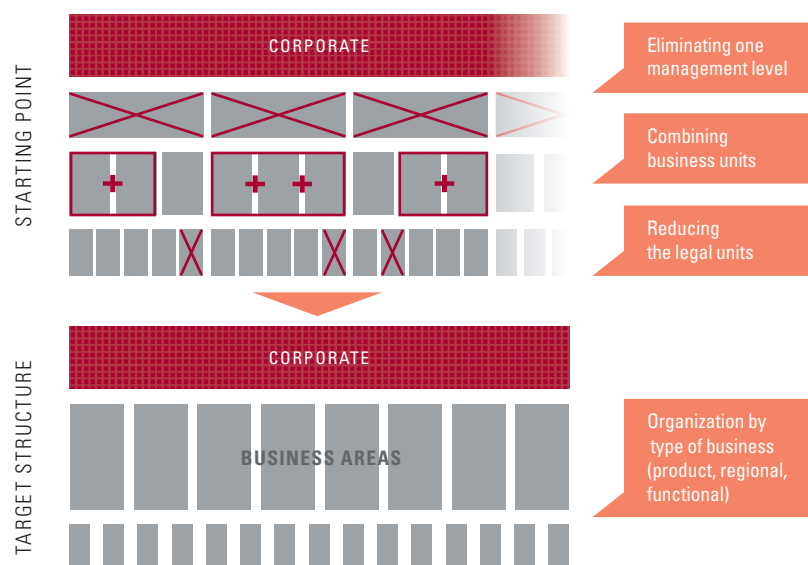 STARTING POINT
CORPORATE
Eliminating one
management level
Combining
business units
Reducing
the legal units
TARGET STRUCTURE
CORPORATE
BUSINESS AREAS
Organization by
type of business
(product, regional,
functional)